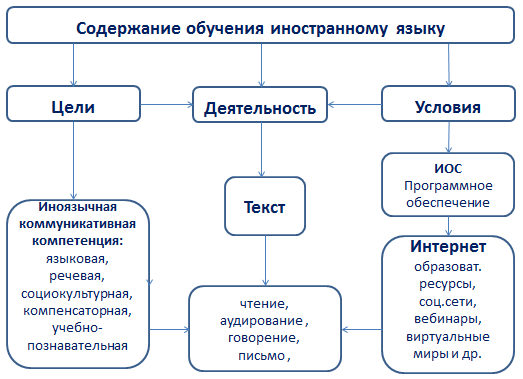 Содержание обучения иностранному языку
Цели
Деятельность
Условия
ИОС
Программное
обеспечение
Текст
Иноязычная
коммуникативная
компетенция:
языковая,
речевая,
социокультурная,
компенсаторная,
учебно-
познавательная
чтение,
аудирование,
говорение,
письмо,
Интернет
образоват.
ресурсы,
соц.сети,
вебинары,
виртуальные
миры и др.